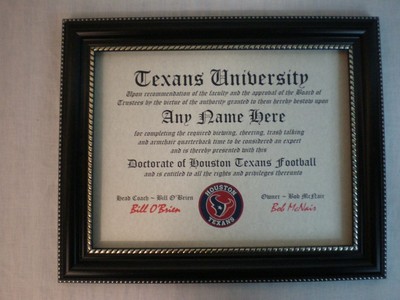 Texans University
Upon recommendation of the faculty and the approval of the Board of
Trustees by the virtue of the authority granted to them hereby bestow upon
Any Name Here
for completing the required viewing, cheering, trash talking
and armchair quarterback time to be considered an expert
and is hereby presented with this
Doctorate of Houston Texans Football
and is entitled to all the rights and privileges thereunto
Head Coach ~ Bill O'Brien
Owner ~ Bob McNair
Bill O'Brien
Bob McNair
HOUSTON
TEXANS